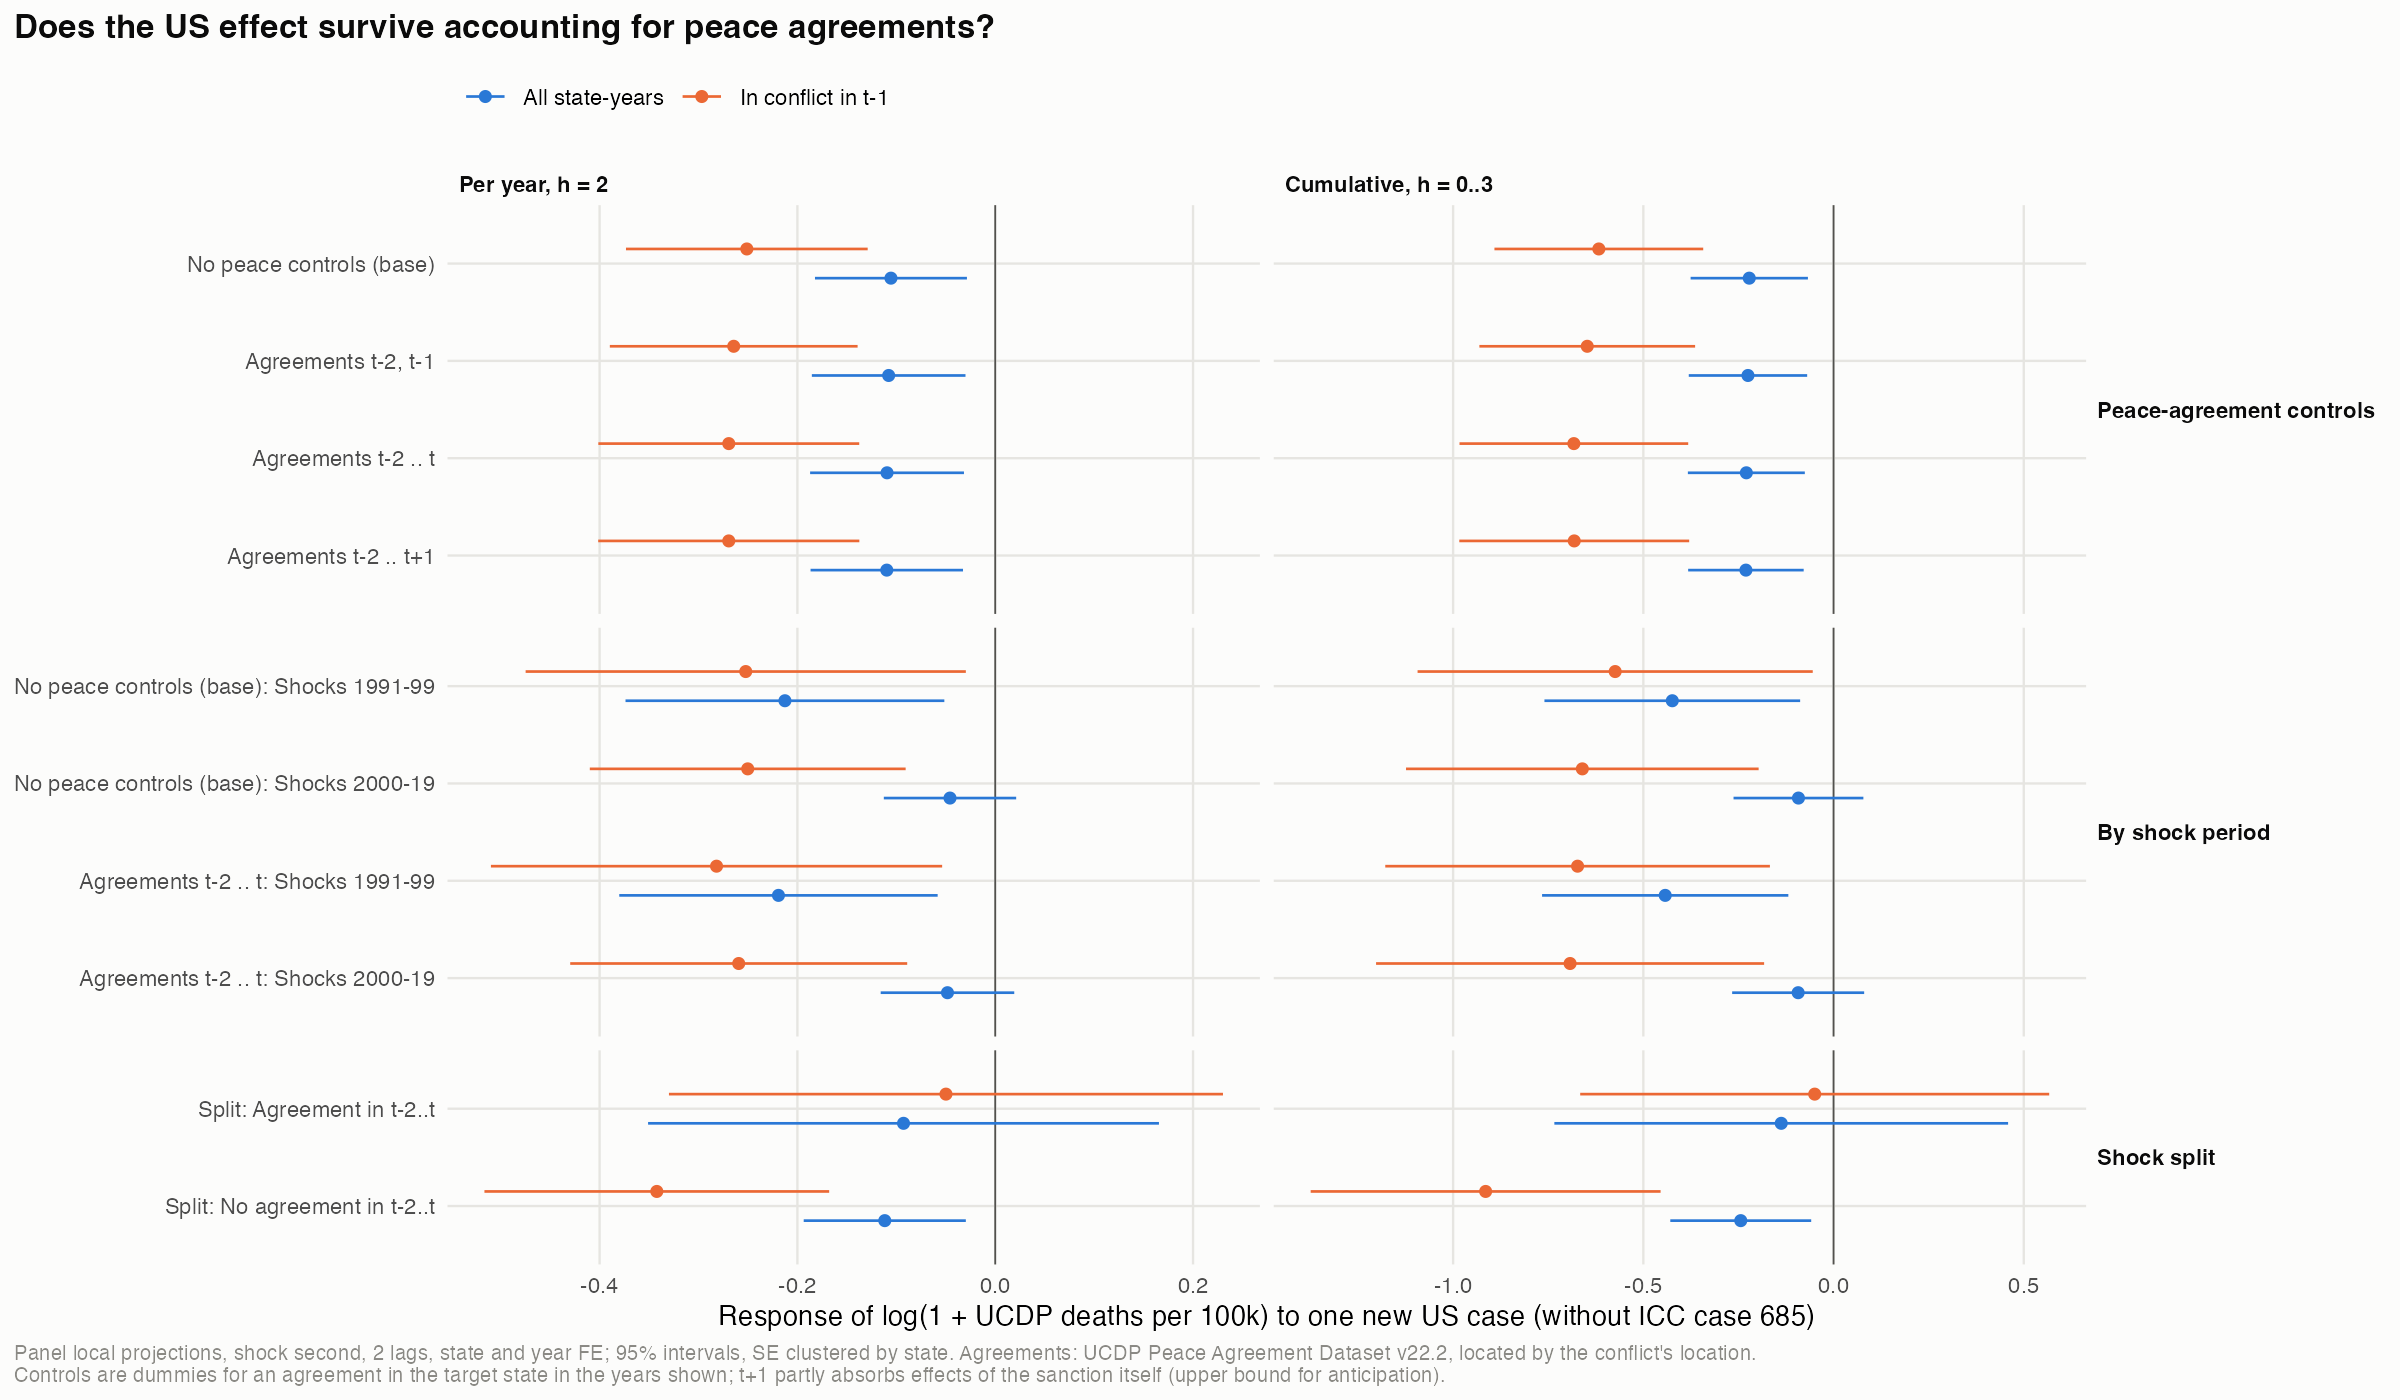 Does the US effect survive accounting for peace agreements?
All state-years
In conflict in t-1
Per year, h = 2
Cumulative, h = 0..3
No peace controls (base)
Agreements t-2, t-1
Agreements t-2 .. t
Agreements t-2 .. t+1
Peace-agreement controls
No peace controls (base): Shocks 1991-99
No peace controls (base): Shocks 2000-19
Agreements t-2 .. t: Shocks 1991-99
Agreements t-2 .. t: Shocks 2000-19
By shock period
Split: Agreement in t-2..t
Split: No agreement in t-2..t
Shock split
-0.4 -0.2 0.0 0.2
-1.0 -0.5 0.0 0.5
Response of log(1 + UCDP deaths per 100k) to one new US case (without ICC case 685)
Panel local projections, shock second, 2 lags, state and year FE; 95% intervals, SE clustered by state. Agreements: UCDP Peace Agreement Dataset v22.2, located by the conflict's location.
Controls are dummies for an agreement in the target state in the years shown; t+1 partly absorbs effects of the sanction itself (upper bound for anticipation).